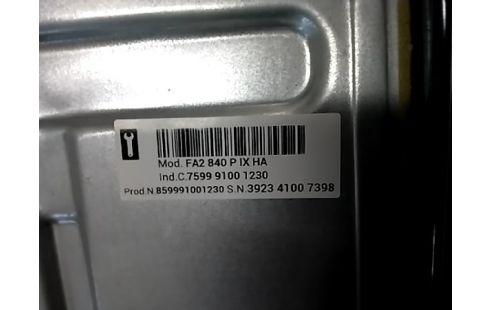 Mod. FA2 840 P IX HA
Ind.C.7599 9100 1230
Prod.N.859991001230 S.N.3923 4100 7398